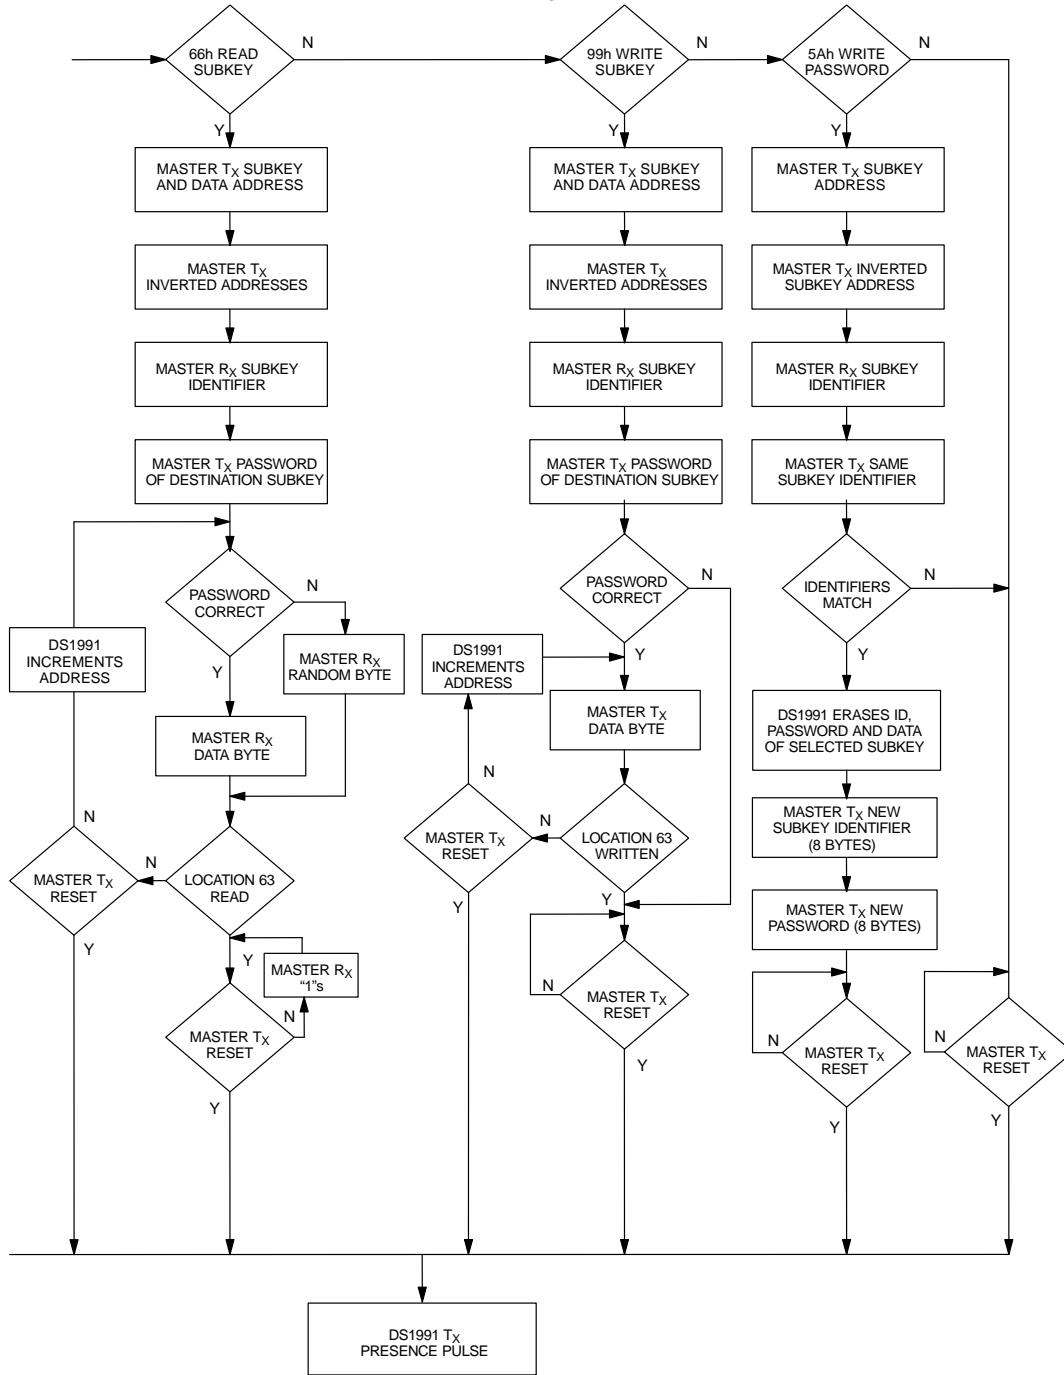 66h READ
SUBKEY
N
Y
MASTER TX SUBKEY
AND DATA ADDRESS
MASTER TX
INVERTED ADDRESSES
MASTER RX SUBKEY
IDENTIFIER
MASTER TX PASSWORD
OF DESTINATION SUBKEY
PASSWORD
CORRECT
N
Y
MASTER RX
RANDOM BYTE
DS1991
INCREMENTS
ADDRESS
MASTER RX
DATA BYTE
LOCATION 63
READ
N
Y
MASTER TX
RESET
N
Y
MASTER RX
"1"s
MASTER TX
RESET
N
Y
99h WRITE
SUBKEY
N
Y
MASTER TX SUBKEY
AND DATA ADDRESS
MASTER TX
INVERTED ADDRESSES
MASTER RX SUBKEY
IDENTIFIER
MASTER TX PASSWORD
OF DESTINATION SUBKEY
PASSWORD
CORRECT
N
Y
DS1991
INCREMENTS
ADDRESS
MASTER TX
DATA BYTE
LOCATION 63
WRITTEN
N
Y
MASTER TX
RESET
N
Y
MASTER TX
RESET
N
Y
5Ah WRITE
PASSWORD
N
Y
MASTER TX SUBKEY
ADDRESS
MASTER TX INVERTED
SUBKEY ADDRESS
MASTER RX SUBKEY
IDENTIFIER
MASTER TX SAME
SUBKEY IDENTIFIER
IDENTIFIERS
MATCH
N
Y
DS1991 ERASES ID,
PASSWORD AND DATA
OF SELECTED SUBKEY
MASTER TX NEW
SUBKEY IDENTIFIER
(8 BYTES)
MASTER TX NEW
PASSWORD (8 BYTES)
MASTER TX
RESET
N
Y
MASTER TX
RESET
N
Y
DS1991 TX
PRESENCE PULSE